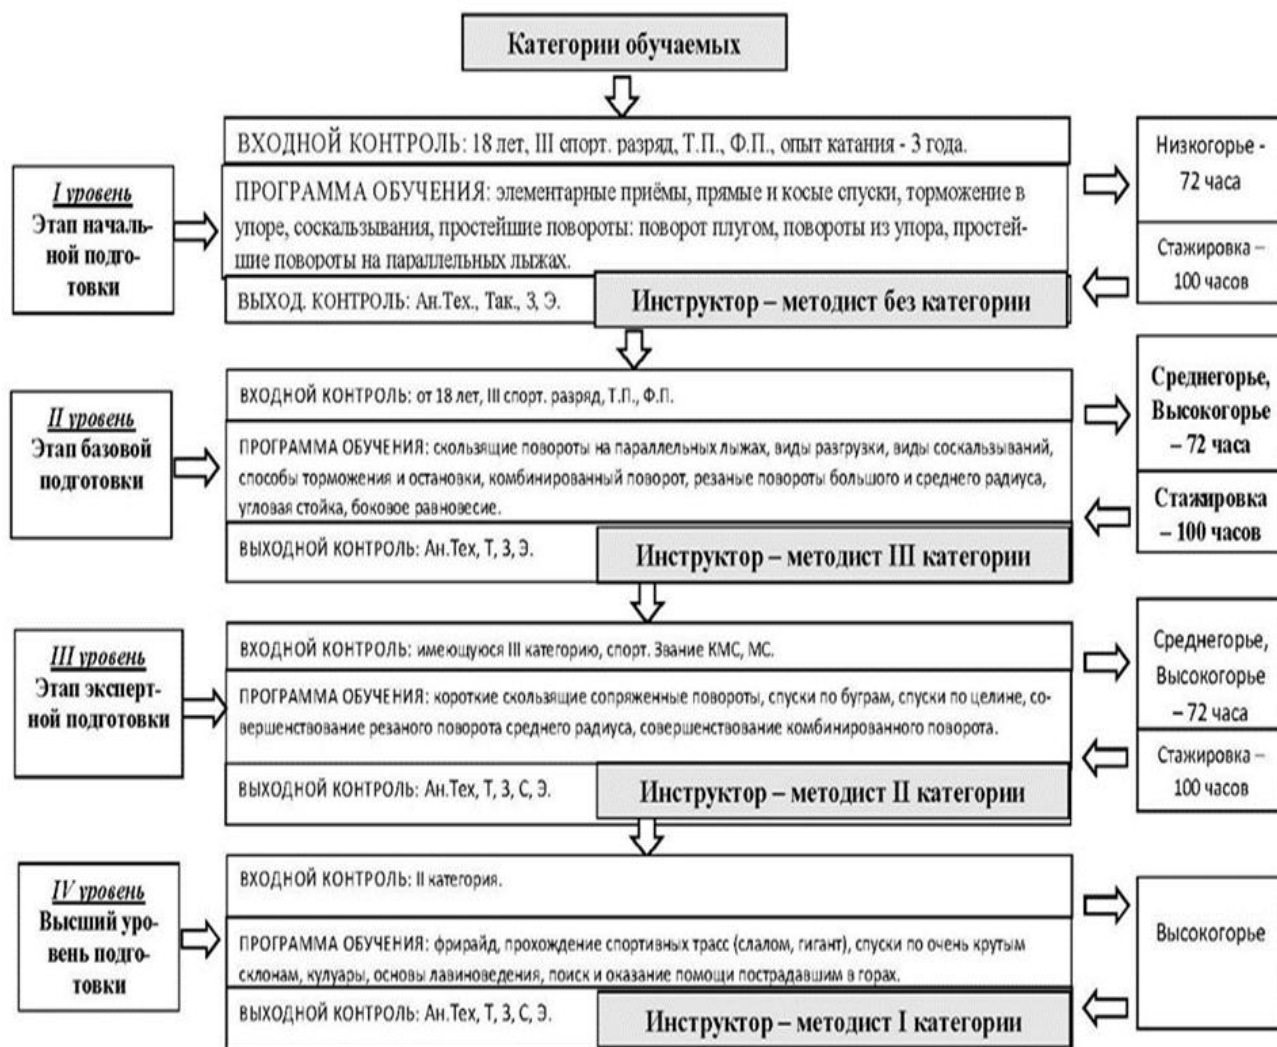 Категории обучаемых
ВХОДНОЙ КОНТРОЛЬ: 18 лет, III спорт. разряд, Т.П., Ф.П., опыт катания - 3 года.
I уровень
Этап началь-
ной подго-
товки
ПРОГРАММА ОБУЧЕНИЯ: элементарные приёмы, прямые и косые спуски, торможение в
упоре, соскальзывания, простейшие повороты: поворот плугом, повороты из упора, простей-
шие повороты на параллельных лыжах.
ВЫХОД. КОНТРОЛЬ: Ан.Тех., Так., З, Э.
Инструктор – методист без категории
Низкогорье -
72 часа
Стажировка –
100 часов
II уровень
Этап базовой
подготовки
ВХОДНОЙ КОНТРОЛЬ: от 18 лет, III спорт. разряд, Т.П., Ф.П.
ПРОГРАММА ОБУЧЕНИЯ: скользящие повороты на параллельных лыжах, виды разгрузки, виды соскальзываний,
способы торможения и остановки, комбинированный поворот, резаные повороты большого и среднего радиуса,
угловая стойка, боковое равновесие.
ВЫХОДНОЙ КОНТРОЛЬ: Ан.Тех, Т, З, Э.
Инструктор – методист III категории
Среднегорье,
Высокогорье
– 72 часа
Стажировка
– 100 часов
III уровень
Этап эксперт-
ной подготовки
ВХОДНОЙ КОНТРОЛЬ: имеющуюся III категорию, спорт. Звание КМС, МС.
ПРОГРАММА ОБУЧЕНИЯ: короткие скользящие сопряженные повороты, спуски по буграм, спуски по целине, со-
вершенствование резаного поворота среднего радиуса, совершенствование комбинированного поворота.
ВЫХОДНОЙ КОНТРОЛЬ: Ан.Тех, Т, З, С, Э.
Инструктор – методист II категории
Среднегорье,
Высокогорье
– 72 часа
Стажировка –
100 часов
IV уровень
Высший уро-
вень подго-
товки
ВХОДНОЙ КОНТРОЛЬ: II категория.
ПРОГРАММА ОБУЧЕНИЯ: фрирайд, прохождение спортивных трасс (слалом, гигант), спуски по очень крутым
склонам, кулуары, основы лавиноведения, поиск и оказание помощи пострадавшим в горах.
ВЫХОДНОЙ КОНТРОЛЬ: Ан.Тех, Т, З, С, Э.
Инструктор – методист I категории
Высокогорье